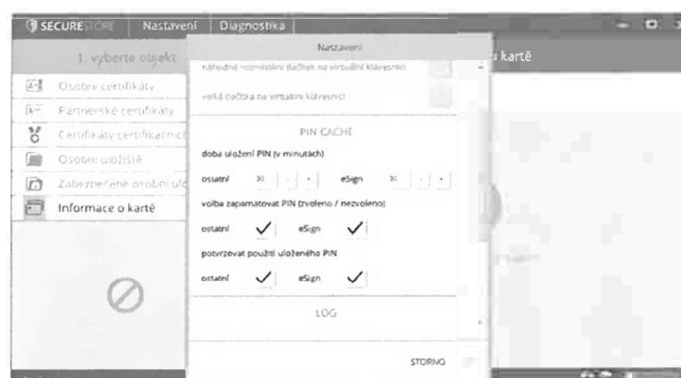 SECURESTORE Nastavení Diagnostika
1. vyberte objekt
Osobní certifikáty
Partnerské certifikáty
Certifikáty certifikačních
Osobní úložiště
Zabezpečené osobní úlo
Informace o kartě
Nastavení
náhodné rozmístění tlačítek na virtuální klávesnici
velká tlačítka na virtuální klávesnici
PIN CACHE
doba uložení PIN (v minutách)
ostatní 30 - + eSign 30 - +
volba zapamatovat PIN (zvoleno / nezvoleno)
ostatní eSign
potvrzovat použití uloženého PIN
ostatní eSign
LOG
STORNO
kartě